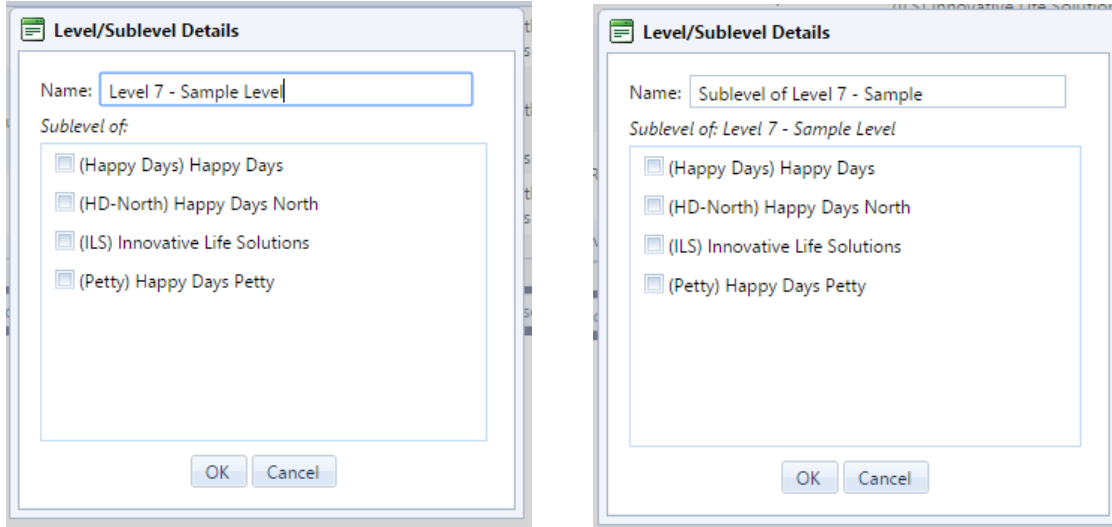 Level/Sublevel Details
Name: Level 7 - Sample Level
Sublevel of:
(Happy Days) Happy Days
(HD-North) Happy Days North
(ILS) Innovative Life Solutions
(Petty) Happy Days Petty
OK Cancel
Level/Sublevel Details
Name: Sublevel of Level 7 - Sample
Sublevel of: Level 7 - Sample Level
(Happy Days) Happy Days
(HD-North) Happy Days North
(ILS) Innovative Life Solutions
(Petty) Happy Days Petty
OK Cancel